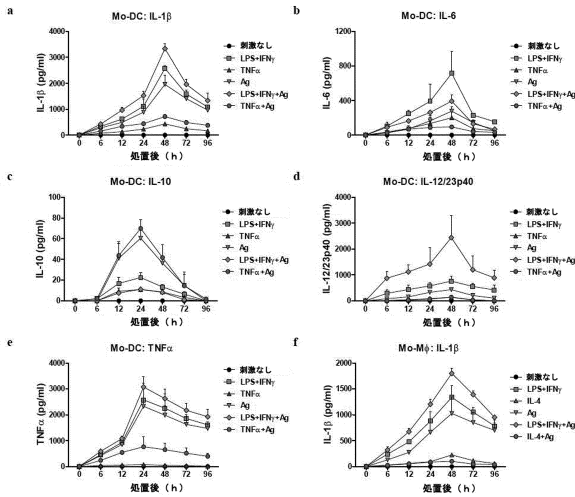 a
Mo-DC: IL-1β
IL-1β (pg/ml)
4000
3000
2000
1000
0
0 6 12 24 48 72 96
処置後（h）
刺激なし
LPS+IFNγ
TNFα
Ag
LPS+IFNγ+Ag
TNFα+Ag
b
Mo-DC: IL-6
IL-6 (pg/ml)
1200
800
400
0
0 6 12 24 48 72 96
処置後（h）
刺激なし
LPS+IFNγ
TNFα
Ag
LPS+IFNγ+Ag
TNFα+Ag
c
Mo-DC: IL-10
IL-10 (pg/ml)
100
80
60
40
20
0
0 6 12 24 48 72 96
処置後（h）
刺激なし
LPS+IFNγ
TNFα
Ag
LPS+IFNγ+Ag
TNFα+Ag
d
Mo-DC: IL-12/23p40
IL-12/23p40 (pg/ml)
4000
3000
2000
1000
0
0 6 12 24 48 72 96
処置後（h）
刺激なし
LPS+IFNγ
TNFα
Ag
LPS+IFNγ+Ag
TNFα+Ag
e
Mo-DC: TNFα
TNFα (pg/ml)
4000
3000
2000
1000
0
0 6 12 24 48 72 96
処置後（h）
刺激なし
LPS+IFNγ
TNFα
Ag
LPS+IFNγ+Ag
TNFα+Ag
f
Mo-Mϕ: IL-1β
IL-1β (pg/ml)
2000
1500
1000
500
0
0 6 12 24 48 72 96
処置後（h）
刺激なし
LPS+IFNγ
IL-4
Ag
LPS+IFNγ+Ag
IL-4+Ag